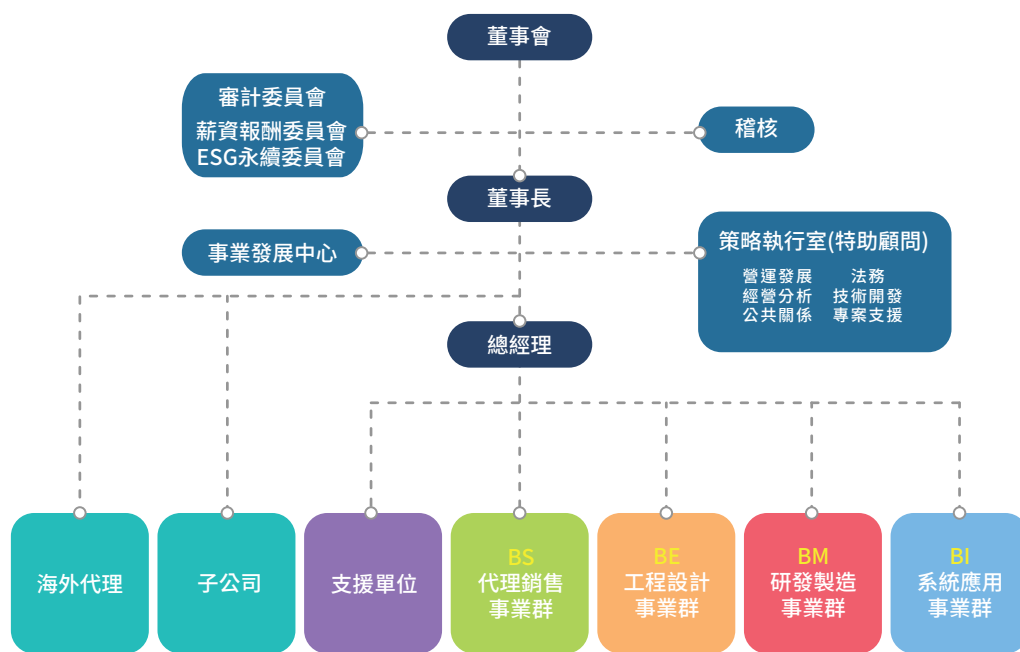 董事會
審計委員會
薪資報酬委員會
ESG永續委員會
稽核
董事長
事業發展中心
策略執行室(特助顧問)
營運發展 法務
經營分析 技術開發
公共關係 專案支援
總經理
海外代理
子公司
支援單位
BS
代理銷售
事業群
BE
工程設計
事業群
BM
研發製造
事業群
BI
系統應用
事業群